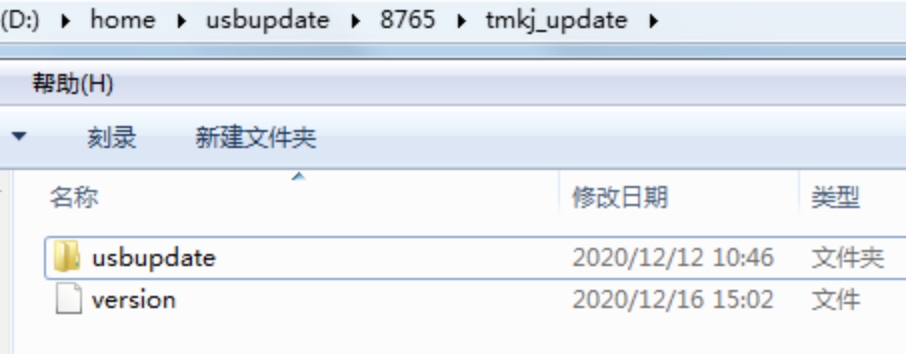 (D:) ▸ home ▸ usbupdate ▸ 8765 ▸ tmkj_update ▸
帮助(H)
刻录 新建文件夹
名称 修改日期 类型
usbupdate 2020/12/12 10:46 文件夹
version 2020/12/16 15:02 文件